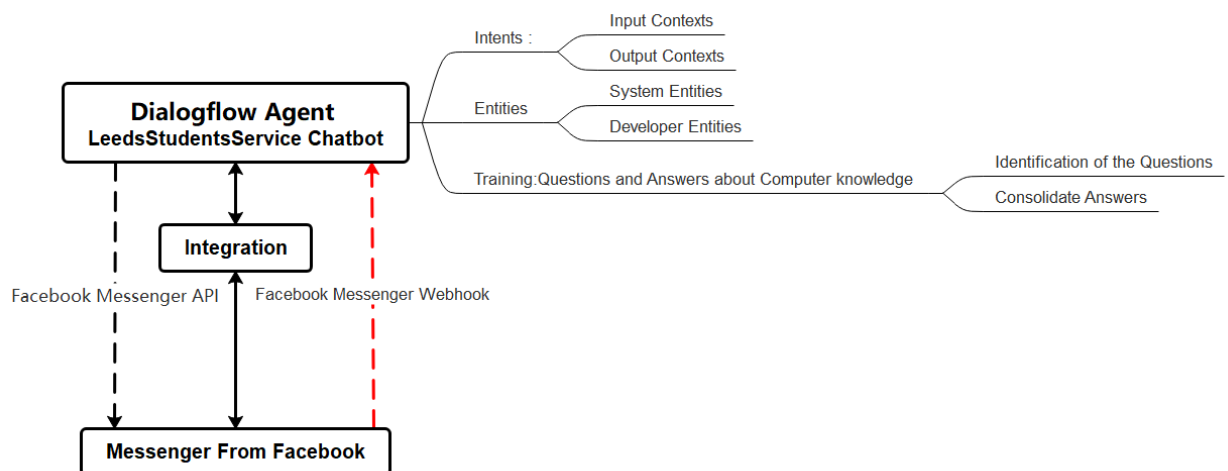 Dialogflow Agent
LeedsStudentsService Chatbot
Integration
Facebook Messenger API
Facebook Messenger Webhook
Messenger From Facebook
Intents :
Input Contexts
Output Contexts
Entities
System Entities
Developer Entities
Training:Questions and Answers about Computer knowledge
Identification of the Questions
Consolidate Answers